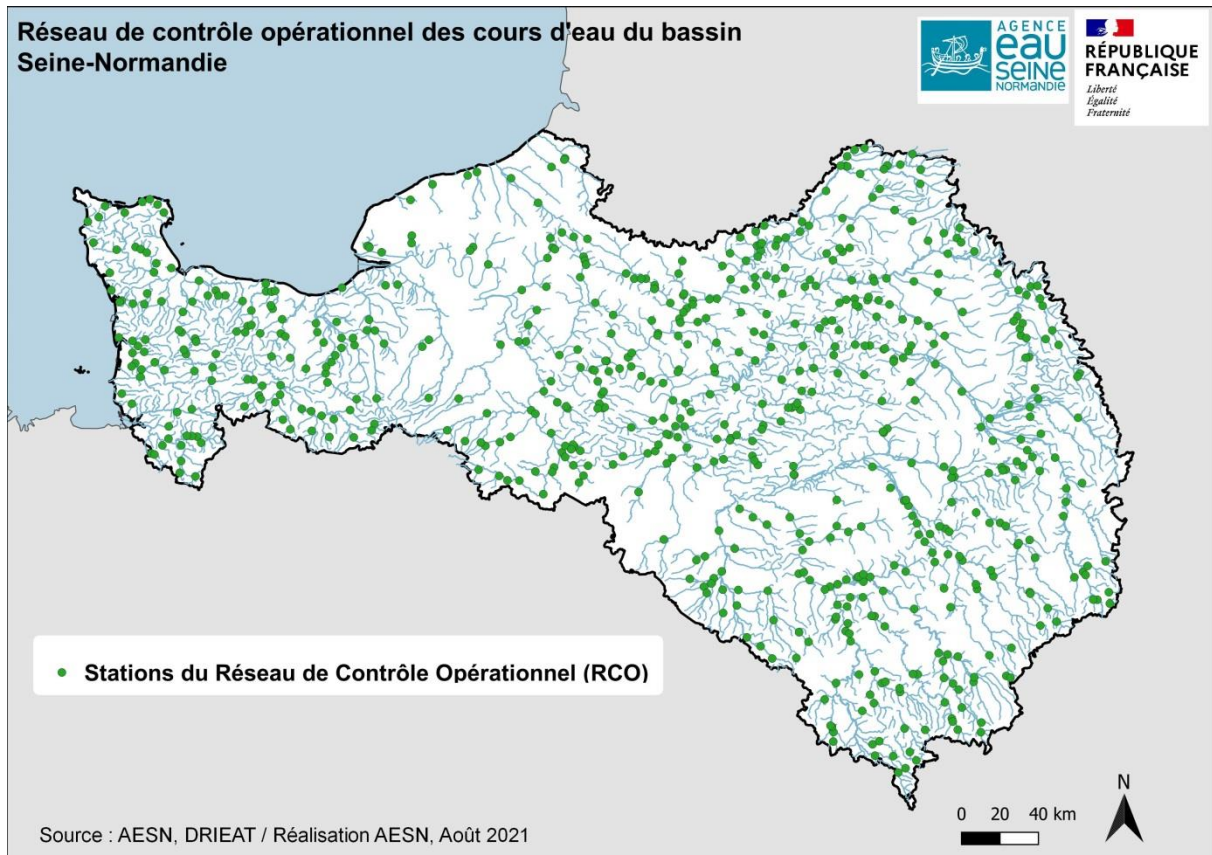 Réseau de contrôle opérationnel des cours d'eau du bassin
Seine-Normandie
AGENCE
eau
SEINE
NORMANDIE
RÉPUBLIQUE
FRANÇAISE
Liberté
Égalité
Fraternité
Stations du Réseau de Contrôle Opérationnel (RCO)
N
0 20 40 km
Source : AESN, DRIEAT / Réalisation AESN, Août 2021